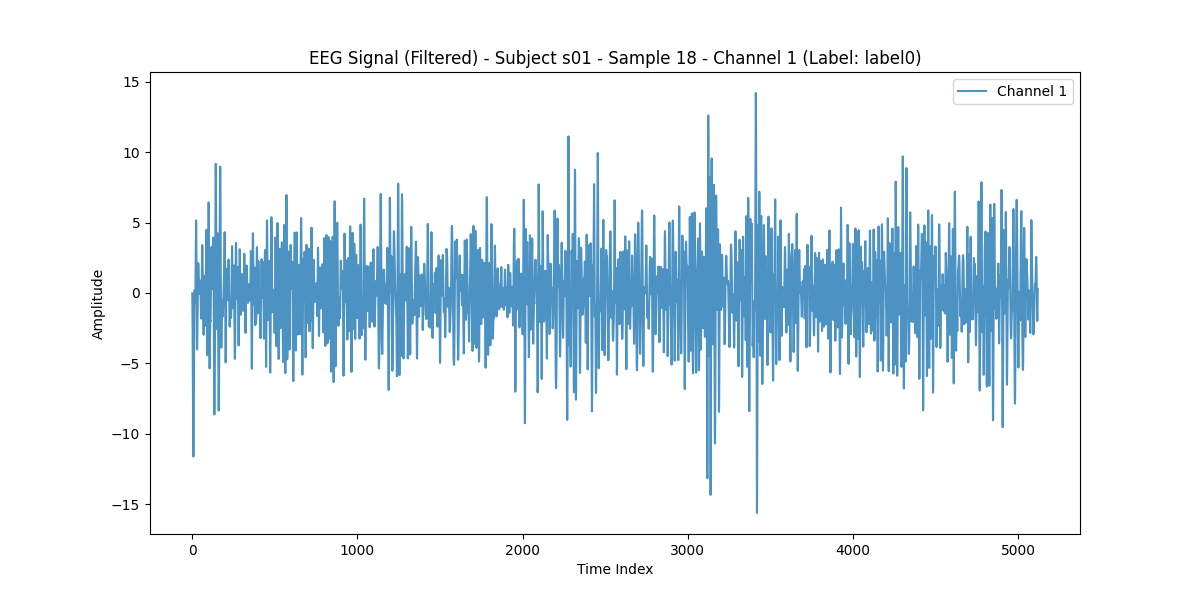 EEG Signal (Filtered) - Subject s01 - Sample 18 - Channel 1 (Label: label0)
Channel 1
15
10
5
0
−5
−10
−15
Amplitude
0 1000 2000 3000 4000 5000
Time Index